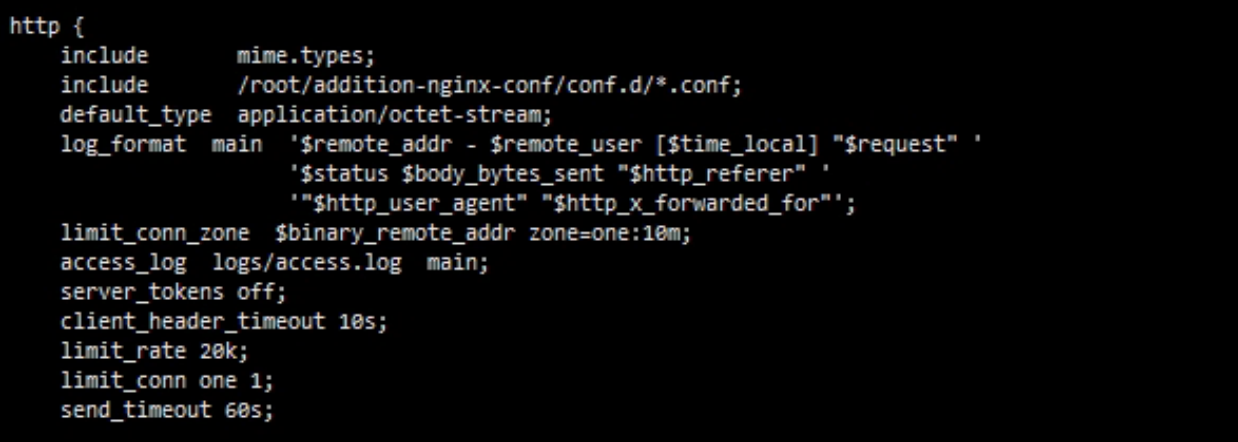 http {
    include       mime.types;
    include       /root/addition-nginx-conf/conf.d/*.conf;
    default_type  application/octet-stream;
    log_format  main  '$remote_addr - $remote_user [$time_local] "$request" '
                      '$status $body_bytes_sent "$http_referer" '
                      '"$http_user_agent" "$http_x_forwarded_for"';
    limit_conn_zone  $binary_remote_addr zone=one:10m;
    access_log  logs/access.log  main;
    server_tokens off;
    client_header_timeout 10s;
    limit_rate 20k;
    limit_conn one 1;
    send_timeout 60s;